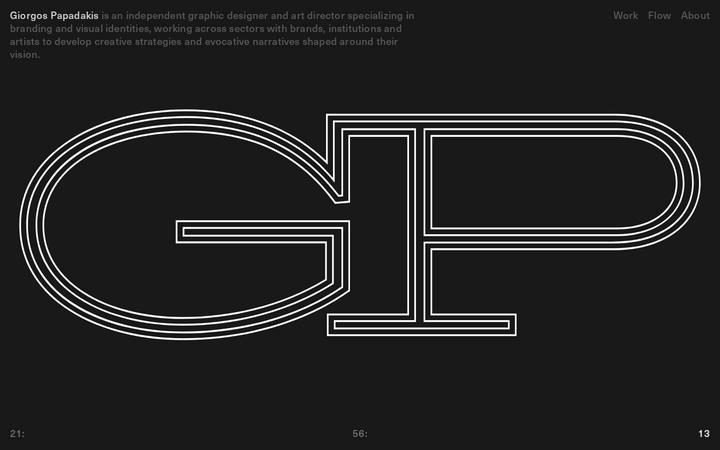 Giorgos Papadakis is an independent graphic designer and art director specializing in
branding and visual identities, working across sectors with brands, institutions and
artists to develop creative strategies and evocative narratives shaped around their
vision.
Work Flow About
GP
21: 56: 13